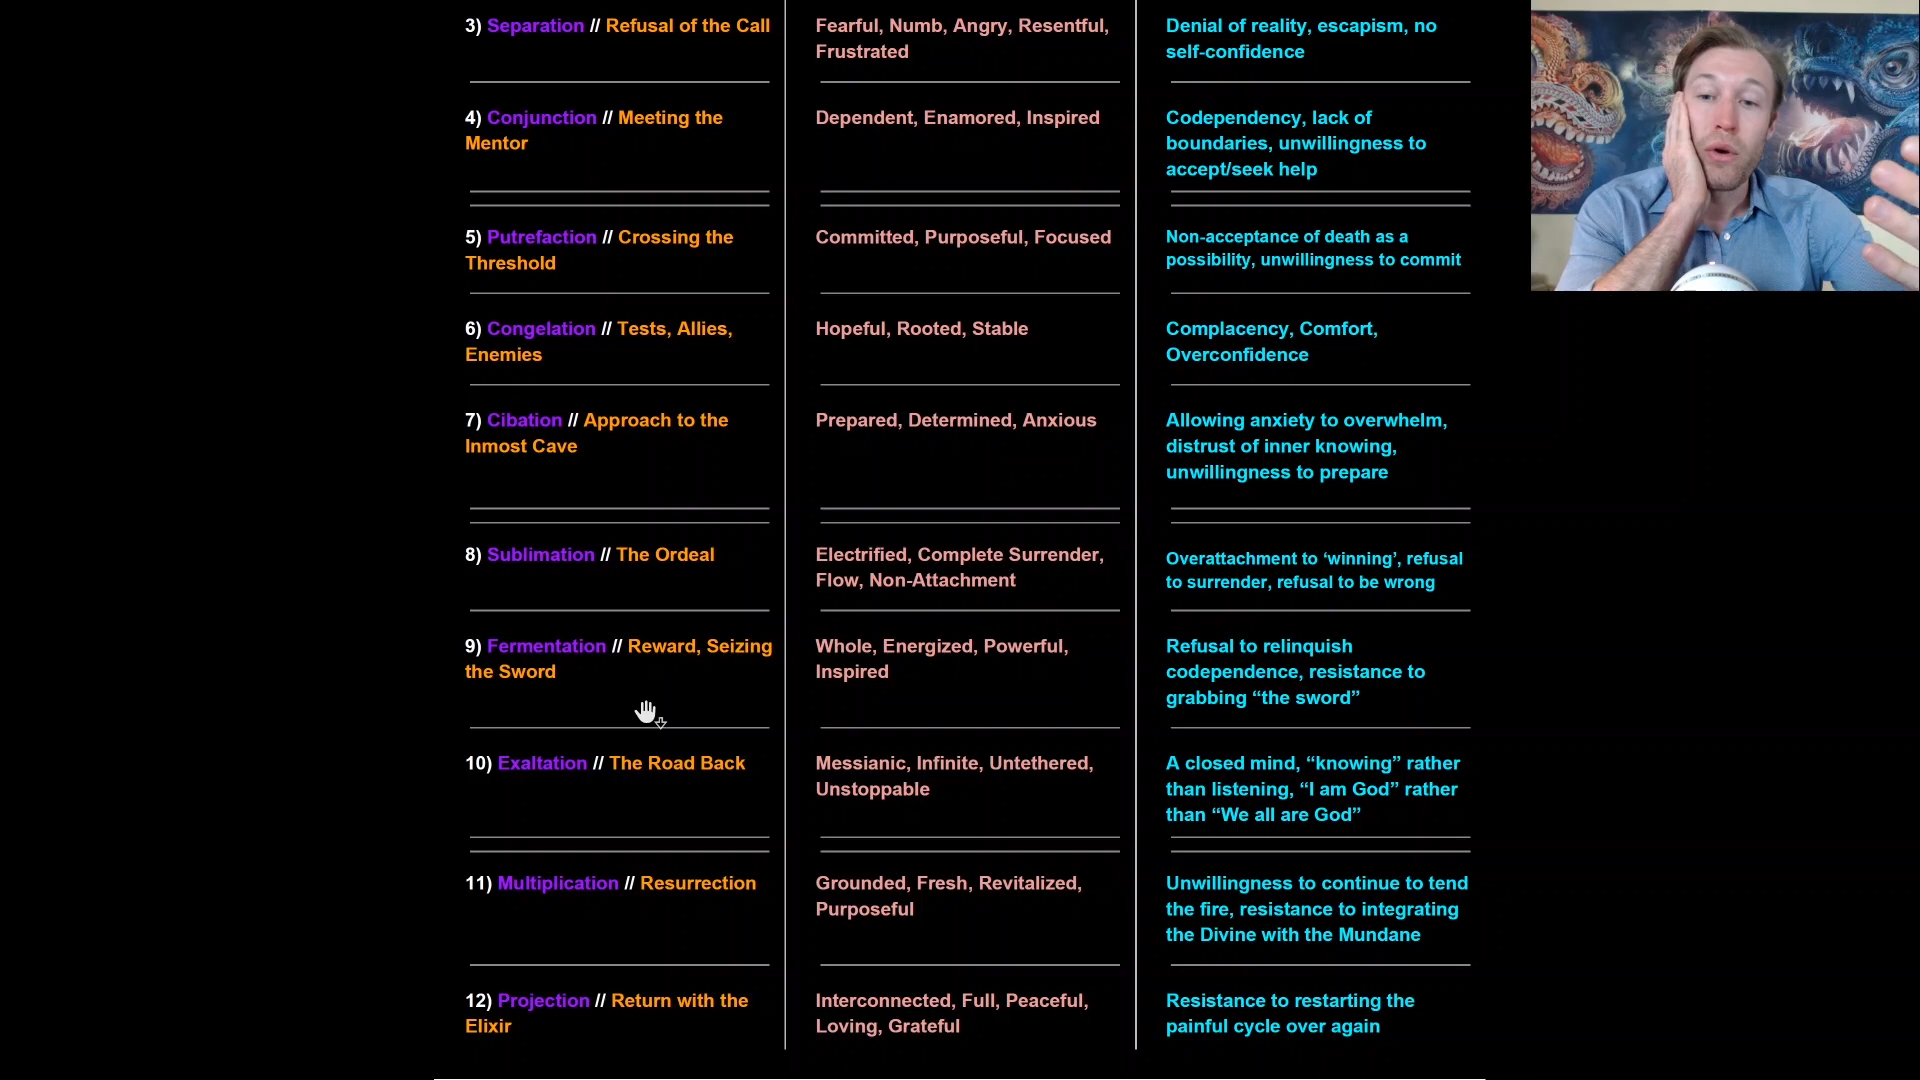 3) Separation // Refusal of the Call
Fearful, Numb, Angry, Resentful,
Frustrated
Denial of reality, escapism, no
self-confidence
4) Conjunction // Meeting the
Mentor
Dependent, Enamored, Inspired
Codependency, lack of
boundaries, unwillingness to
accept/seek help
5) Putrefaction // Crossing the
Threshold
Committed, Purposeful, Focused
Non-acceptance of death as a
possibility, unwillingness to commit
6) Congelation // Tests, Allies,
Enemies
Hopeful, Rooted, Stable
Complacency, Comfort,
Overconfidence
7) Cibation // Approach to the
Inmost Cave
Prepared, Determined, Anxious
Allowing anxiety to overwhelm,
distrust of inner knowing,
unwillingness to prepare
8) Sublimation // The Ordeal
Electrified, Complete Surrender,
Flow, Non-Attachment
Overattachment to ‘winning’, refusal
to surrender, refusal to be wrong
9) Fermentation // Reward, Seizing
the Sword
Whole, Energized, Powerful,
Inspired
Refusal to relinquish
codependence, resistance to
grabbing “the sword”
10) Exaltation // The Road Back
Messianic, Infinite, Untethered,
Unstoppable
A closed mind, “knowing” rather
than listening, “I am God” rather
than “We all are God”
11) Multiplication // Resurrection
Grounded, Fresh, Revitalized,
Purposeful
Unwillingness to continue to tend
the fire, resistance to integrating
the Divine with the Mundane
12) Projection // Return with the
Elixir
Interconnected, Full, Peaceful,
Loving, Grateful
Resistance to restarting the
painful cycle over again